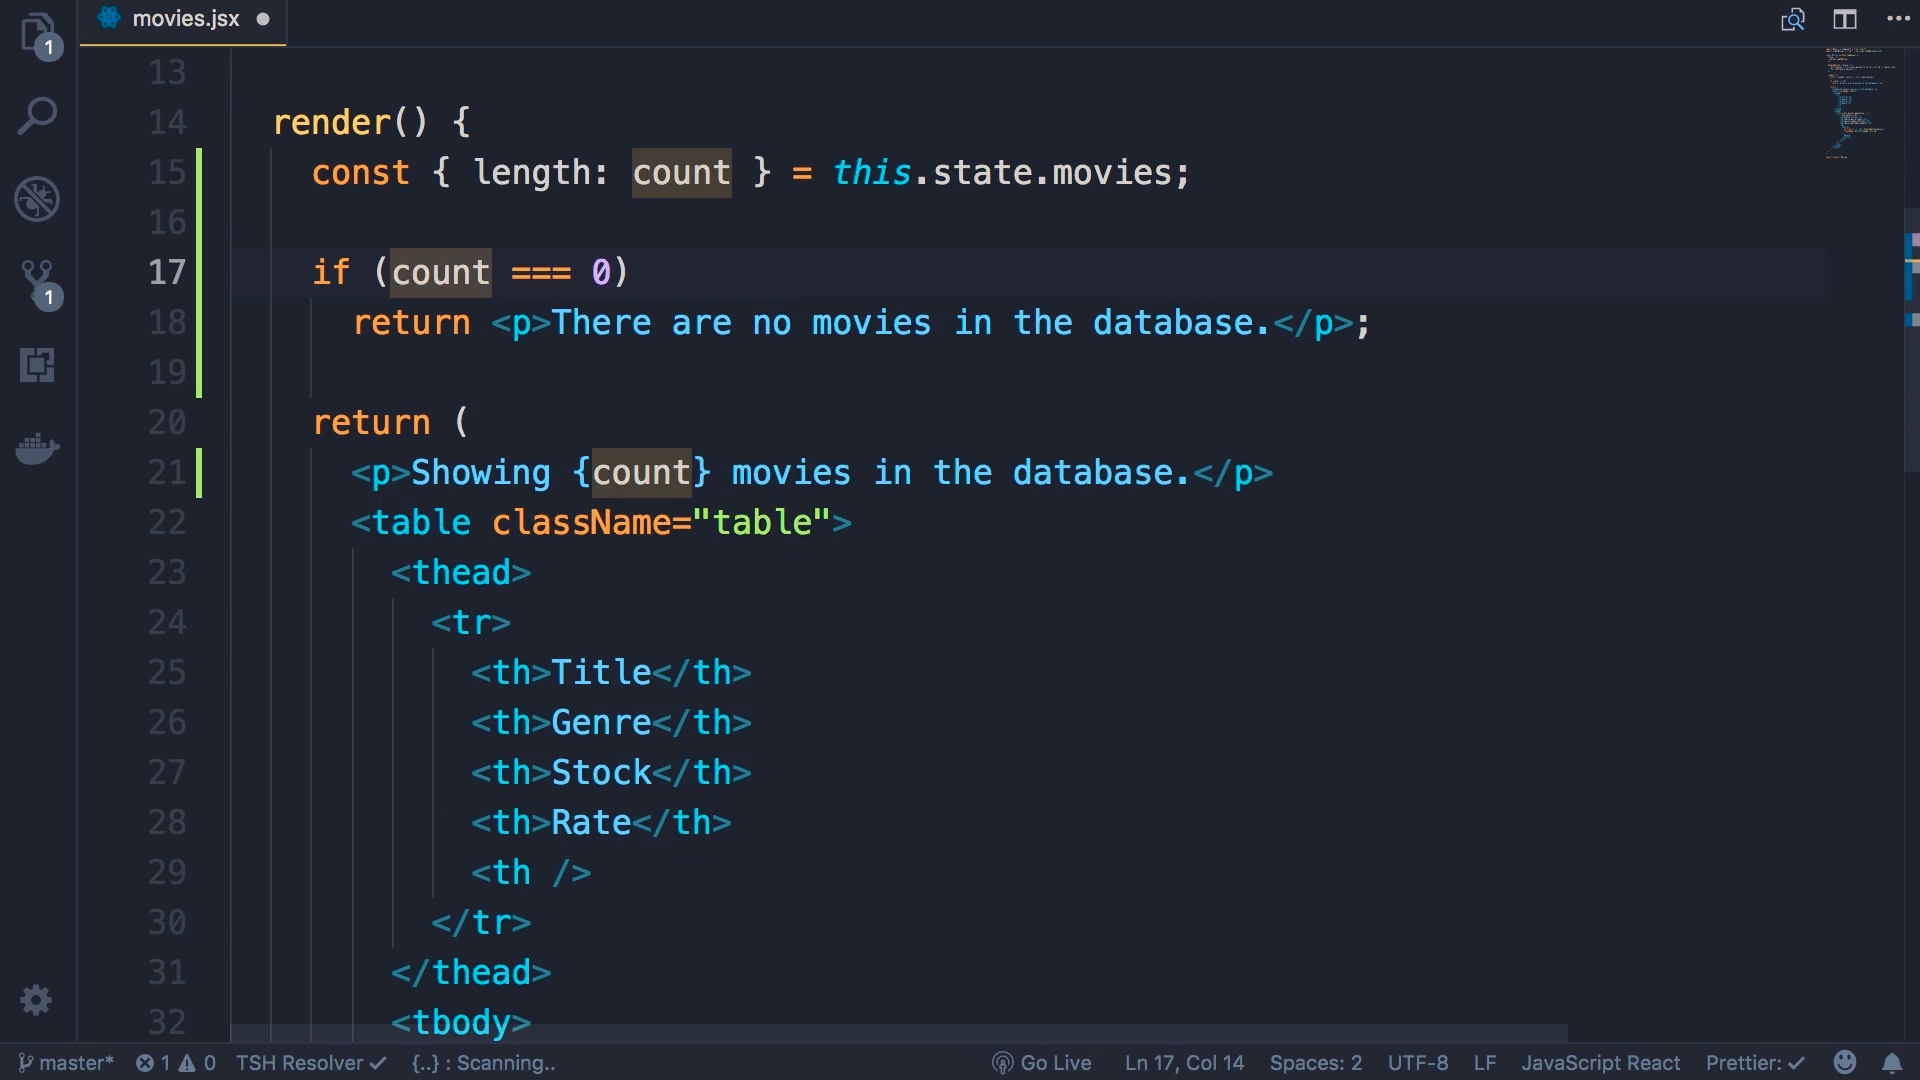 movies.jsx
1
13
14 render() {
15 const { length: count } = this.state.movies;
16
17 if (count === 0)
18 return <p>There are no movies in the database.</p>;
19
20 return (
21 <p>Showing {count} movies in the database.</p>
22 <table className="table">
23 <thead>
24 <tr>
25 <th>Title</th>
26 <th>Genre</th>
27 <th>Stock</th>
28 <th>Rate</th>
29 <th />
30 </tr>
31 </thead>
32 <tbody>
1
master* 1 0 TSH Resolver ✓ {..} : Scanning.. Go Live Ln 17, Col 14 Spaces: 2 UTF-8 LF JavaScript React Prettier: ✓